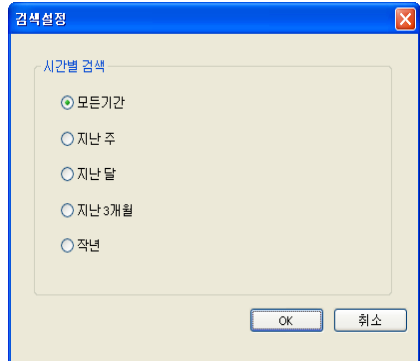 검색설정
시간별 검색
모든기간
지난 주
지난 달
지난 3개월
작년
OK 취소